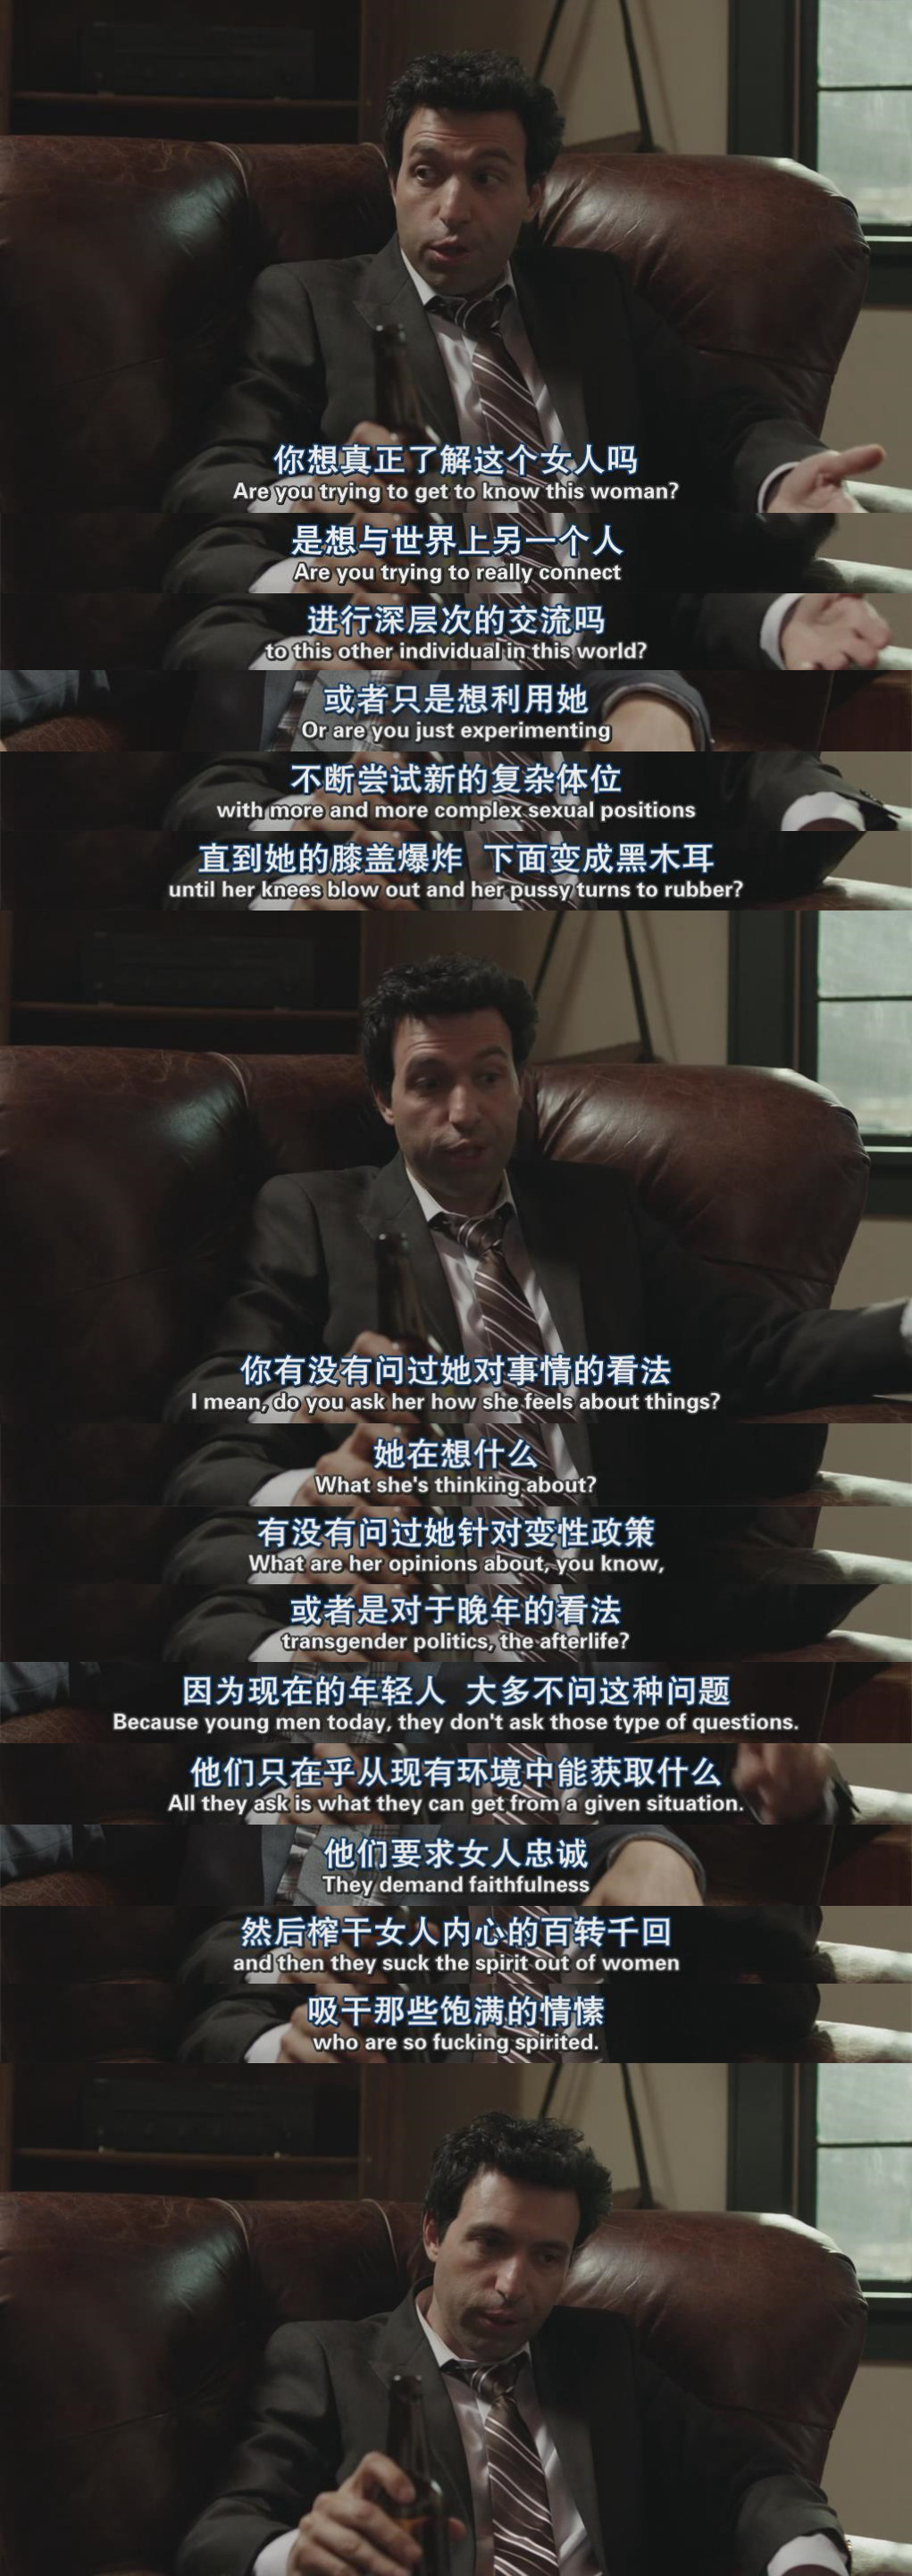 你想真正了解这个女人吗
Are you trying to get to know this woman?
是想与世界上另一个人
Are you trying to really connect
进行深层次的交流吗
to this other individual in this world?
或者只是想利用她
Or are you just experimenting
不断尝试新的复杂体位
with more and more complex sexual positions
直到她的膝盖爆炸 下面变成黑木耳
until her knees blow out and her pussy turns to rubber?
你有没有问过她对事情的看法
I mean, do you ask her how she feels about things?
她在想什么
What she's thinking about?
有没有问过她针对变性政策
What are her opinions about, you know,
或者是对于晚年的看法
transgender politics, the afterlife?
因为现在的年轻人 大多不问这种问题
Because young men today, they don't ask those type of questions.
他们只在乎从现有环境中能获取什么
All they ask is what they can get from a given situation.
他们要求女人忠诚
They demand faithfulness
然后榨干女人内心的百转千回
and then they suck the spirit out of women
吸干那些饱满的情愫
who are so fucking spirited.